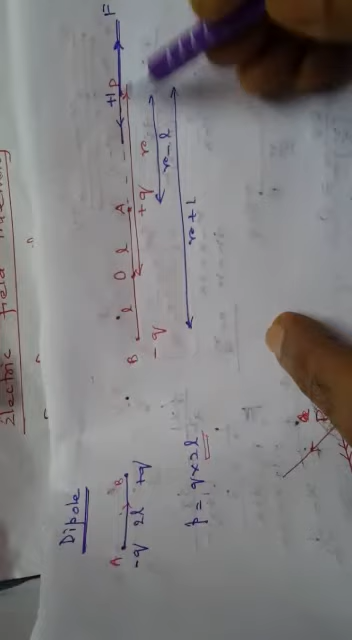 Electric field
Dipole
A B
-q 2l +q
p = q×2l
B l O l A - - - +1 P F
-q +q r
r-l
r+l